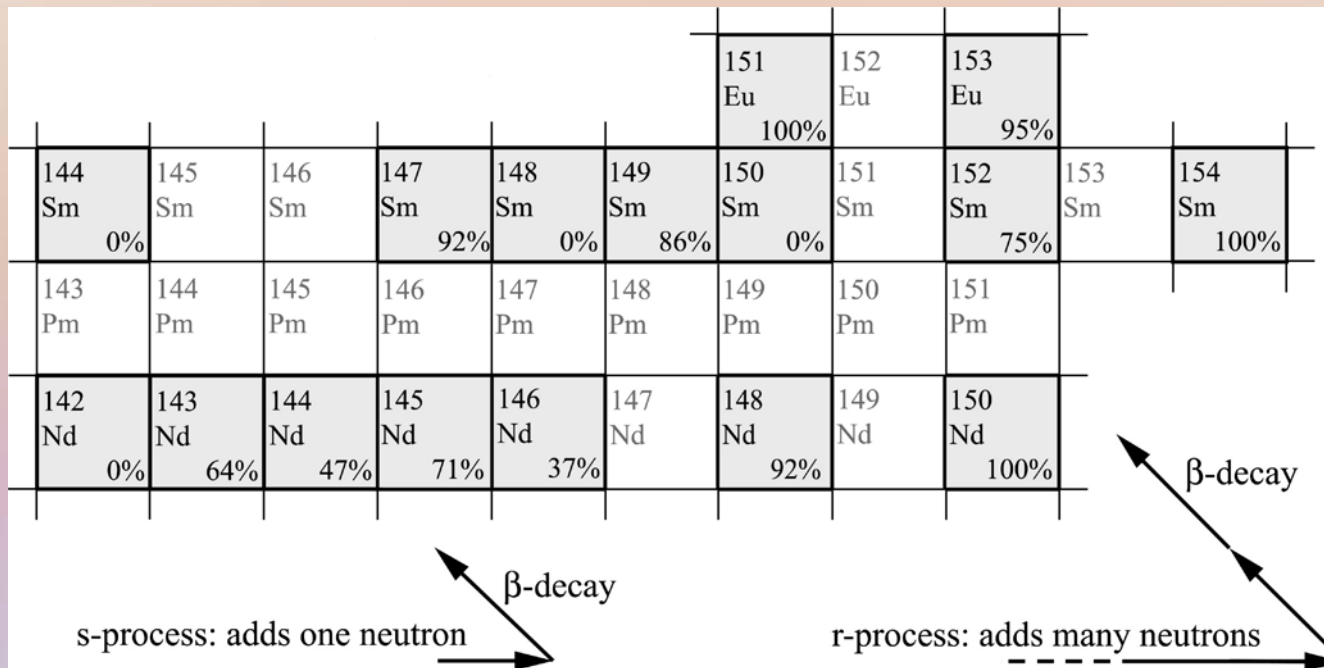 151 152 153
Eu Eu Eu
100% 95%
144 145 146 147 148 149 150 151 152 153 154
Sm Sm Sm Sm Sm Sm Sm Sm Sm Sm Sm
0% 92% 0% 86% 0% 75% 100%
143 144 145 146 147 148 149 150 151
Pm Pm Pm Pm Pm Pm Pm Pm Pm
142 143 144 145 146 147 148 149 150
Nd Nd Nd Nd Nd Nd Nd Nd Nd
0% 64% 47% 71% 37% 92% 100%
β-decay
β-decay
s-process: adds one neutron
r-process: adds many neutrons